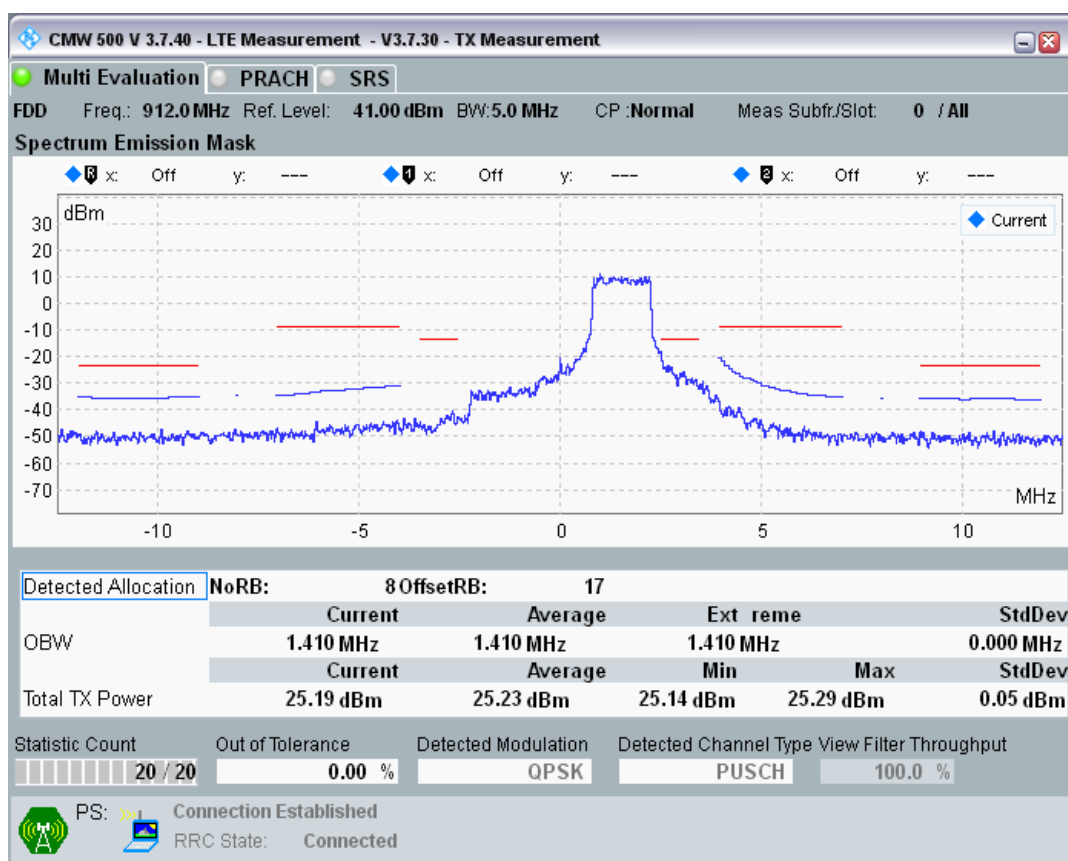 CMW 500 V 3.7.40 - LTE Measurement - V3.7.30 - TX Measurement
Multi Evaluation PRACH SRS
FDD Freq.: 912.0 MHz Ref. Level: 41.00 dBm BW: 5.0 MHz CP : Normal Meas Subfr./Slot: 0 / All
Spectrum Emission Mask
R x: Off y: --- 1 x: Off y: --- 2 x: Off y: ---
dBm
Current
30
20
10
0
-10
-20
-30
-40
-50
-60
-70
MHz
-10 -5 0 5 10
Detected Allocation NoRB: 8 OffsetRB: 17
Current Average Ext reme StdDev
OBW 1.410 MHz 1.410 MHz 1.410 MHz 0.000 MHz
Current Average Min Max StdDev
Total TX Power 25.19 dBm 25.23 dBm 25.14 dBm 25.29 dBm 0.05 dBm
Statistic Count Out of Tolerance Detected Modulation Detected Channel Type View Filter Throughput
20 / 20 0.00 % QPSK PUSCH 100.0 %
PS: Connection Established
RRC State: Connected